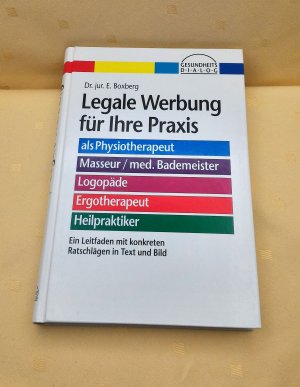 GESUNDHEITS
DIALOG
Dr. jur. E. Boxberg
Legale Werbung
für Ihre Praxis
als Physiotherapeut
Masseur / med. Bademeister
Logopäde
Ergotherapeut
Heilpraktiker
Ein Leitfaden mit konkreten
Ratschlägen in Text und Bild